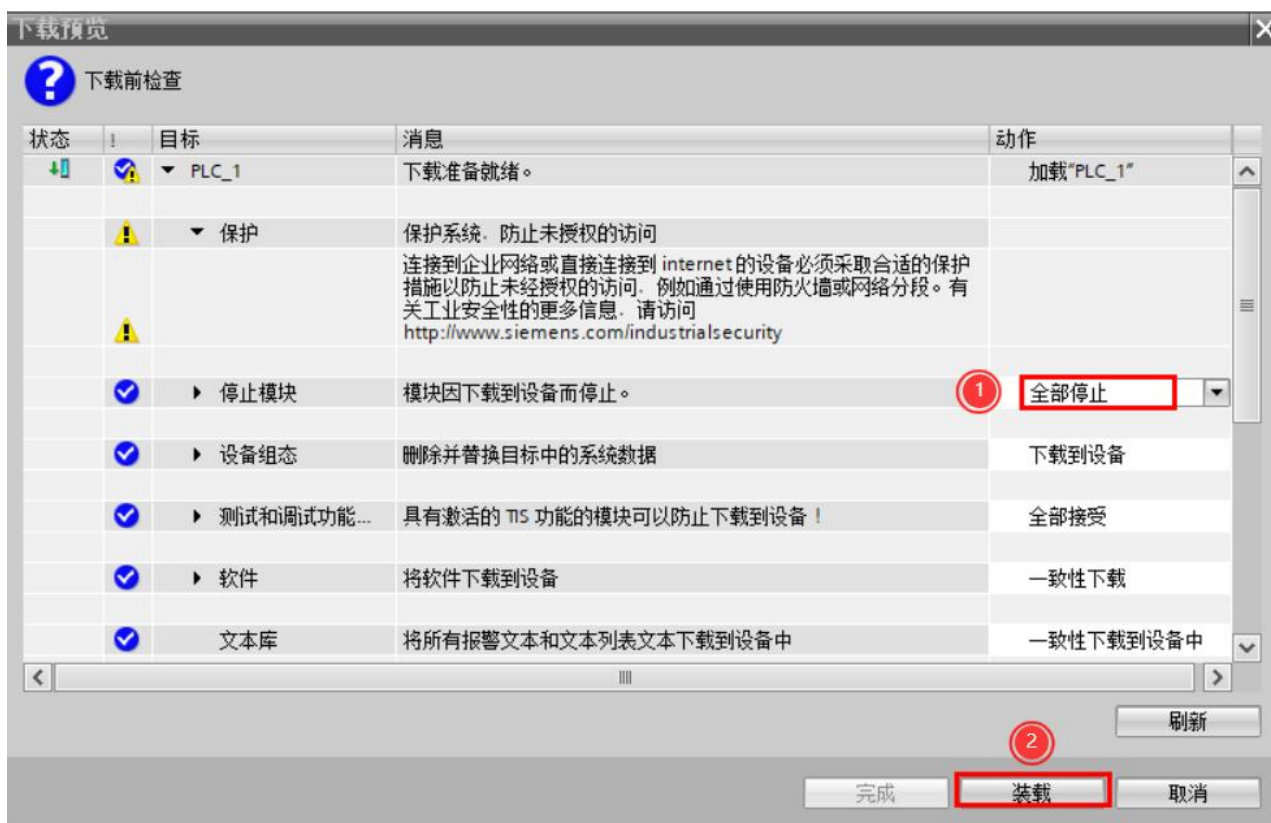 下载预览
下载前检查
状态 ! 目标 消息 动作
PLC_1 下载准备就绪。 加载“PLC_1”
保护 保护系统，防止未授权的访问
连接到企业网络或直接连接到 internet 的设备必须采取合适的保护
措施以防止未经授权的访问，例如通过使用防火墙或网络分段。有
关工业安全性的更多信息，请访问
http://www.siemens.com/industrialsecurity
停止模块 模块因下载到设备而停止。 1 全部停止
设备组态 删除并替换目标中的系统数据 下载到设备
测试和调试功能... 具有激活的 TIS 功能的模块可以防止下载到设备！ 全部接受
软件 将软件下载到设备 一致性下载
文本库 将所有报警文本和文本列表文本下载到设备中 一致性下载到设备中
刷新
2
完成 装载 取消